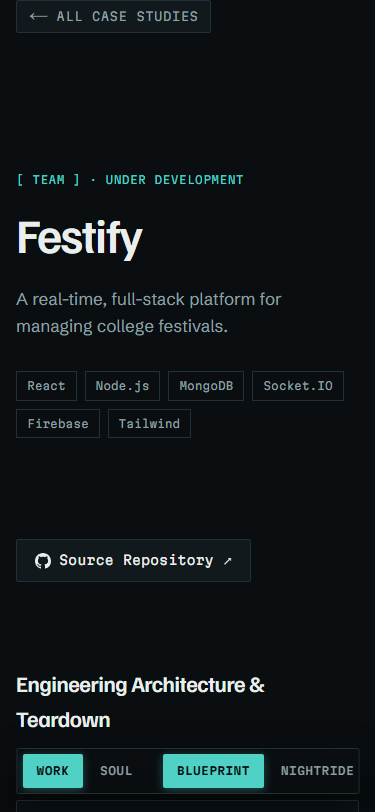 ← ALL CASE STUDIES
[ TEAM ] · UNDER DEVELOPMENT
Festify
A real-time, full-stack platform for
managing college festivals.
React Node.js MongoDB Socket.IO
Firebase Tailwind
Source Repository ↗
Engineering Architecture &
Teardown
WORK SOUL BLUEPRINT NIGHTRIDE